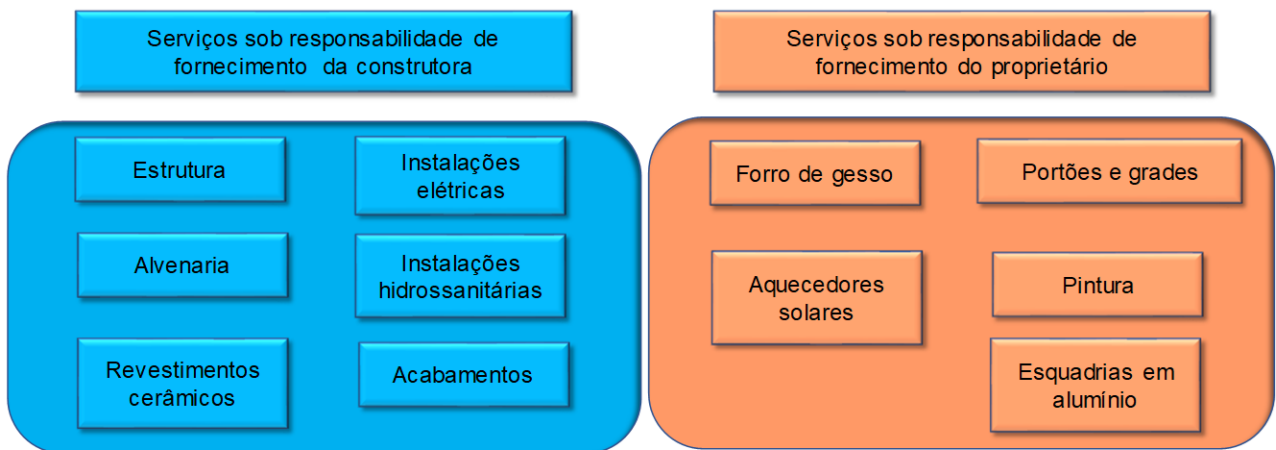 Serviços sob responsabilidade de
fornecimento da construtora
Estrutura
Instalações
elétricas
Alvenaria
Instalações
hidrossanitárias
Revestimentos
cerâmicos
Acabamentos
Serviços sob responsabilidade de
fornecimento do proprietário
Forro de gesso
Portões e grades
Aquecedores
solares
Pintura
Esquadrias em
alumínio